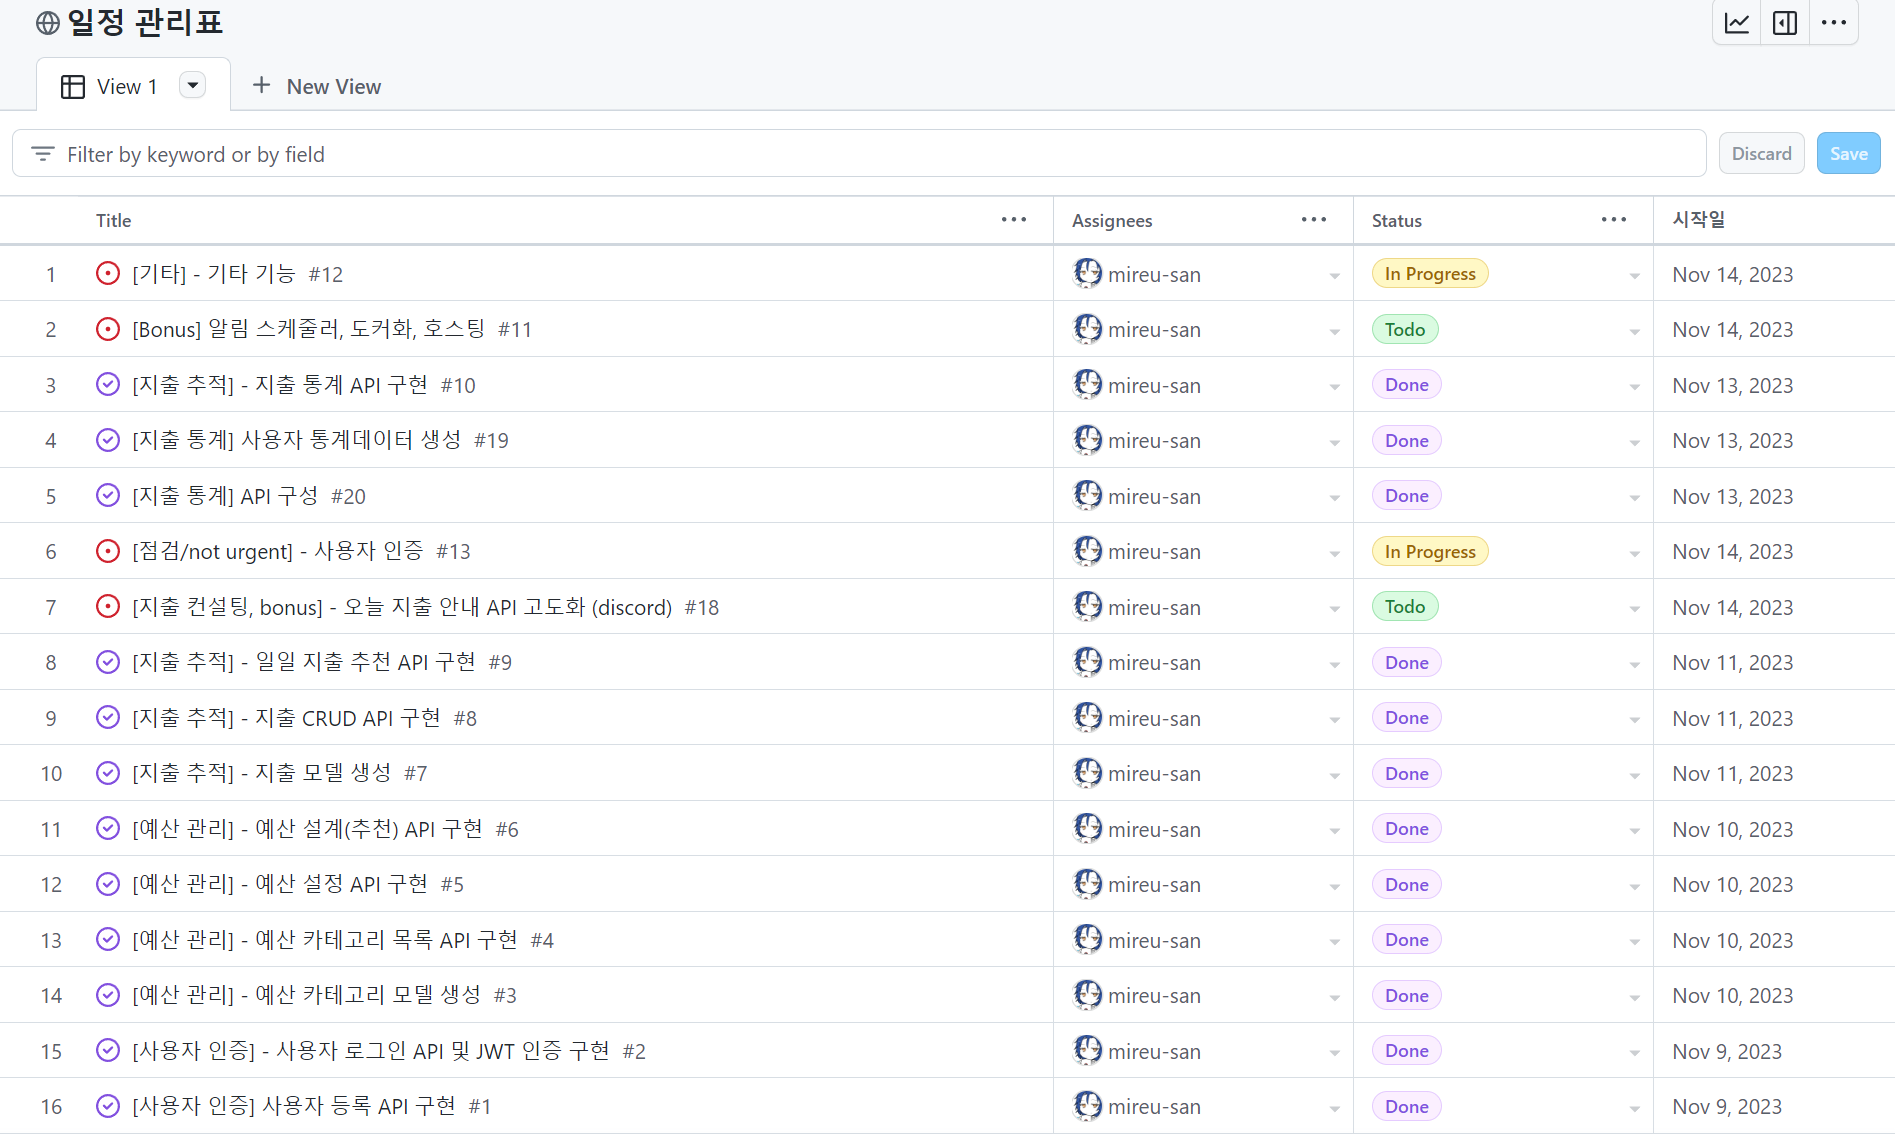 일정 관리표
View 1 New View
Filter by keyword or by field Discard Save
Title Assignees Status 시작일
1 [기타] - 기타 기능 #12 mireu-san In Progress Nov 14, 2023
2 [Bonus] 알림 스케줄러, 도커화, 호스팅 #11 mireu-san Todo Nov 14, 2023
3 [지출 추적] - 지출 통계 API 구현 #10 mireu-san Done Nov 13, 2023
4 [지출 통계] 사용자 통계데이터 생성 #19 mireu-san Done Nov 13, 2023
5 [지출 통계] API 구성 #20 mireu-san Done Nov 13, 2023
6 [점검/not urgent] - 사용자 인증 #13 mireu-san In Progress Nov 14, 2023
7 [지출 컨설팅, bonus] - 오늘 지출 안내 API 고도화 (discord) #18 mireu-san Todo Nov 14, 2023
8 [지출 추적] - 일일 지출 추천 API 구현 #9 mireu-san Done Nov 11, 2023
9 [지출 추적] - 지출 CRUD API 구현 #8 mireu-san Done Nov 11, 2023
10 [지출 추적] - 지출 모델 생성 #7 mireu-san Done Nov 11, 2023
11 [예산 관리] - 예산 설계(추천) API 구현 #6 mireu-san Done Nov 10, 2023
12 [예산 관리] - 예산 설정 API 구현 #5 mireu-san Done Nov 10, 2023
13 [예산 관리] - 예산 카테고리 목록 API 구현 #4 mireu-san Done Nov 10, 2023
14 [예산 관리] - 예산 카테고리 모델 생성 #3 mireu-san Done Nov 10, 2023
15 [사용자 인증] - 사용자 로그인 API 및 JWT 인증 구현 #2 mireu-san Done Nov 9, 2023
16 [사용자 인증] 사용자 등록 API 구현 #1 mireu-san Done Nov 9, 2023